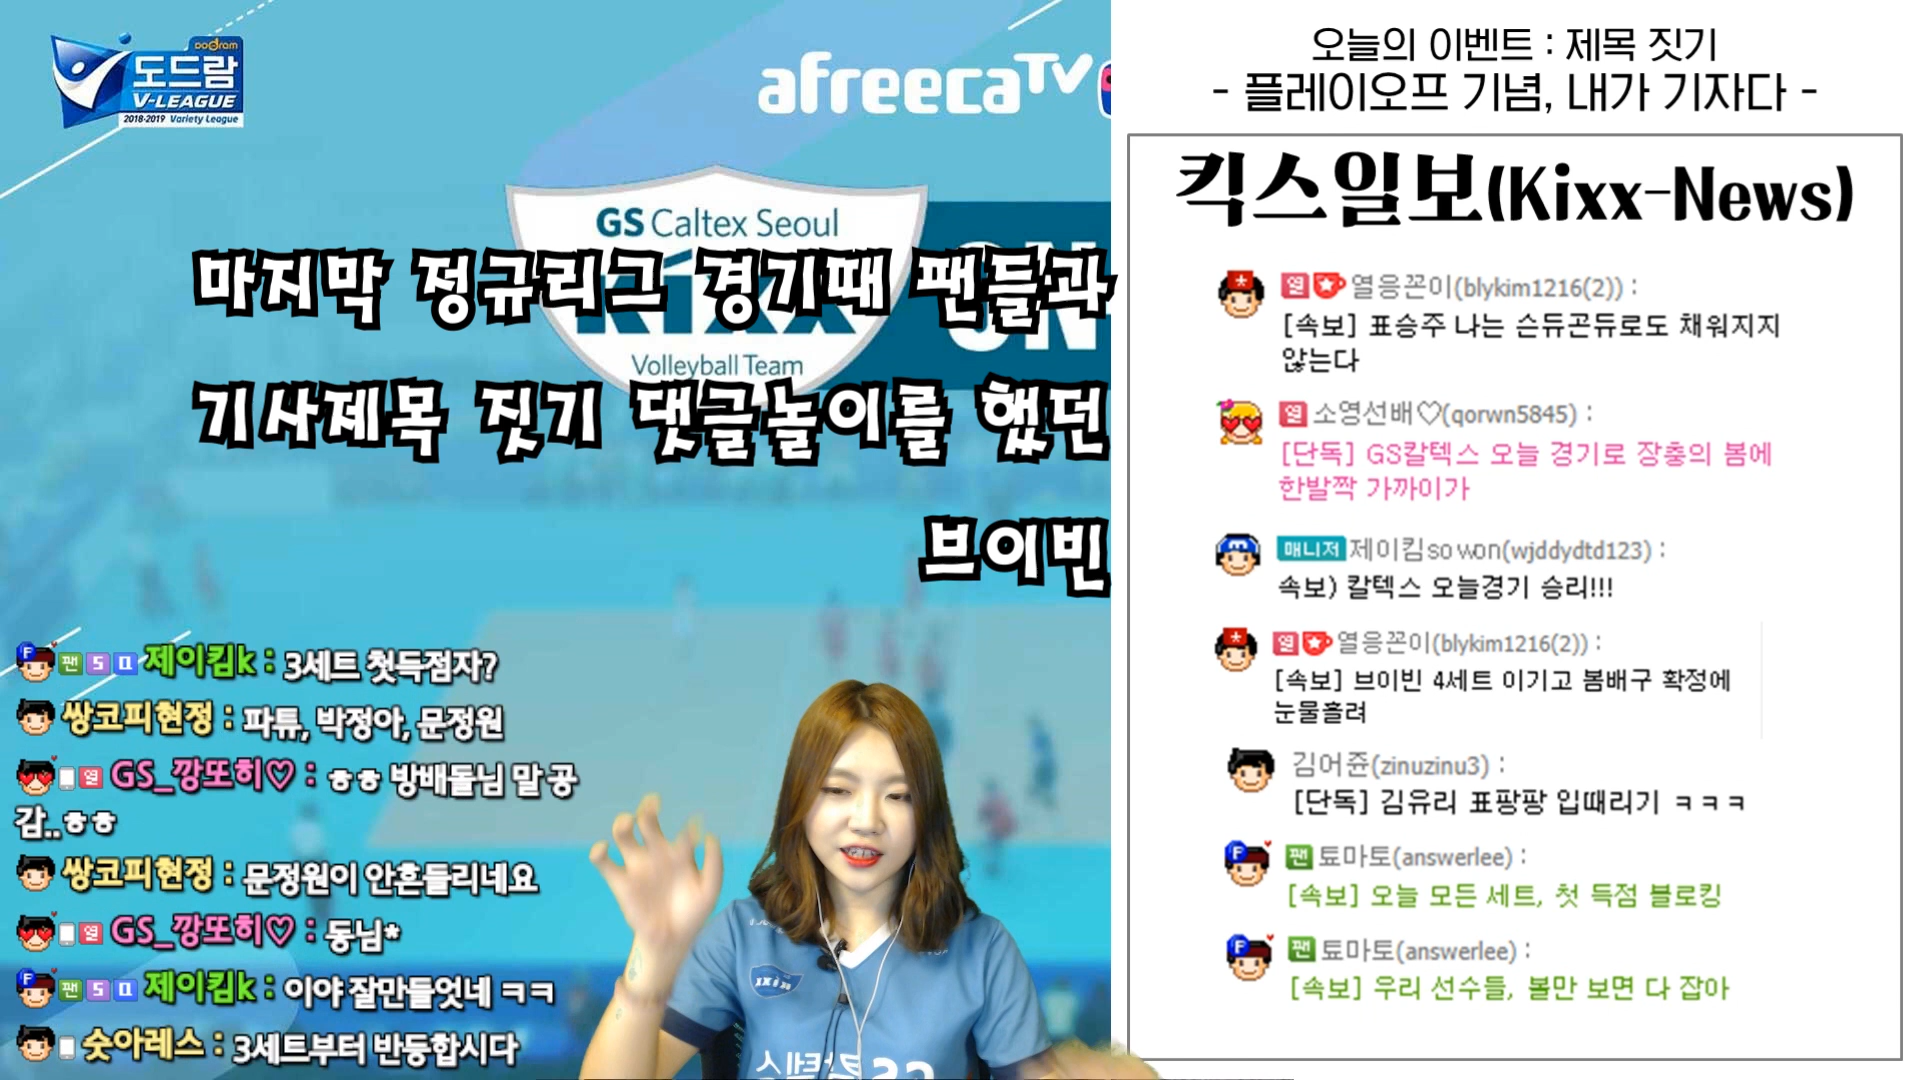 DODram
도드람
V-LEAGUE
2018-2019 Variety League
afreecaTV
GS Caltex Seoul
Kixx
Volleyball Team
ON
마지막 정규리그 경기때 팬들과
기사제목 짓기 댓글놀이를 했던
브이빈
F 팬 5 제이킴k : 3세트 첫득점자?
쌍코피현정 : 파튜, 박정아, 문정원
열 GS_깡또히♡ : ㅎㅎ 방배돌님 말 공
감..ㅎㅎ
쌍코피현정 : 문정원이 안흔들리네요
열 GS_깡또히♡ : 동님*
F 팬 5 제이킴k : 이야 잘만들엇네 ㅋㅋ
숫아레스 : 3세트부터 반등합시다
오늘의 이벤트 : 제목 짓기
- 플레이오프 기념, 내가 기자다 -
킥스일보(Kixx-News)
열 열응꼰이(blykim1216(2)) :
[속보] 표승주 나는 슨듀곤듀로도 채워지지
않는다
열 소영선배♡(qorwn5845) :
[단독] GS칼텍스 오늘 경기로 장충의 봄에
한발짝 가까이가
매니저 제이킴so won(wjddydtd123) :
속보) 칼텍스 오늘경기 승리!!!
열 열응꼰이(blykim1216(2)) :
[속보] 브이빈 4세트 이기고 봄배구 확정에
눈물흘려
김어쥰(zinuzinu3) :
[단독] 김유리 표팡팡 입때리기 ㅋㅋㅋ
F 팬 토마토(answerlee) :
[속보] 오늘 모든 세트, 첫 득점 블로킹
F 팬 토마토(answerlee) :
[속보] 우리 선수들, 볼만 보면 다 잡아